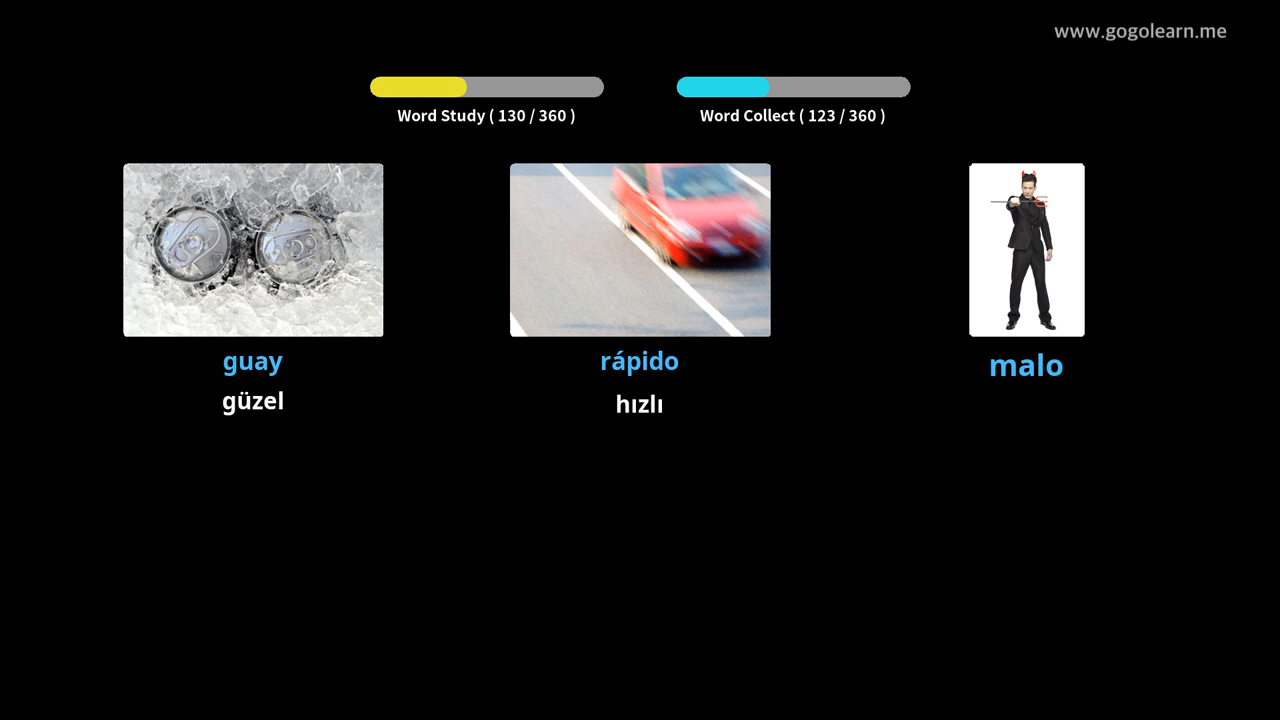 www.gogolearn.me
Word Study ( 130 / 360 )
Word Collect ( 123 / 360 )
guay
rápido
malo
güzel
hızlı